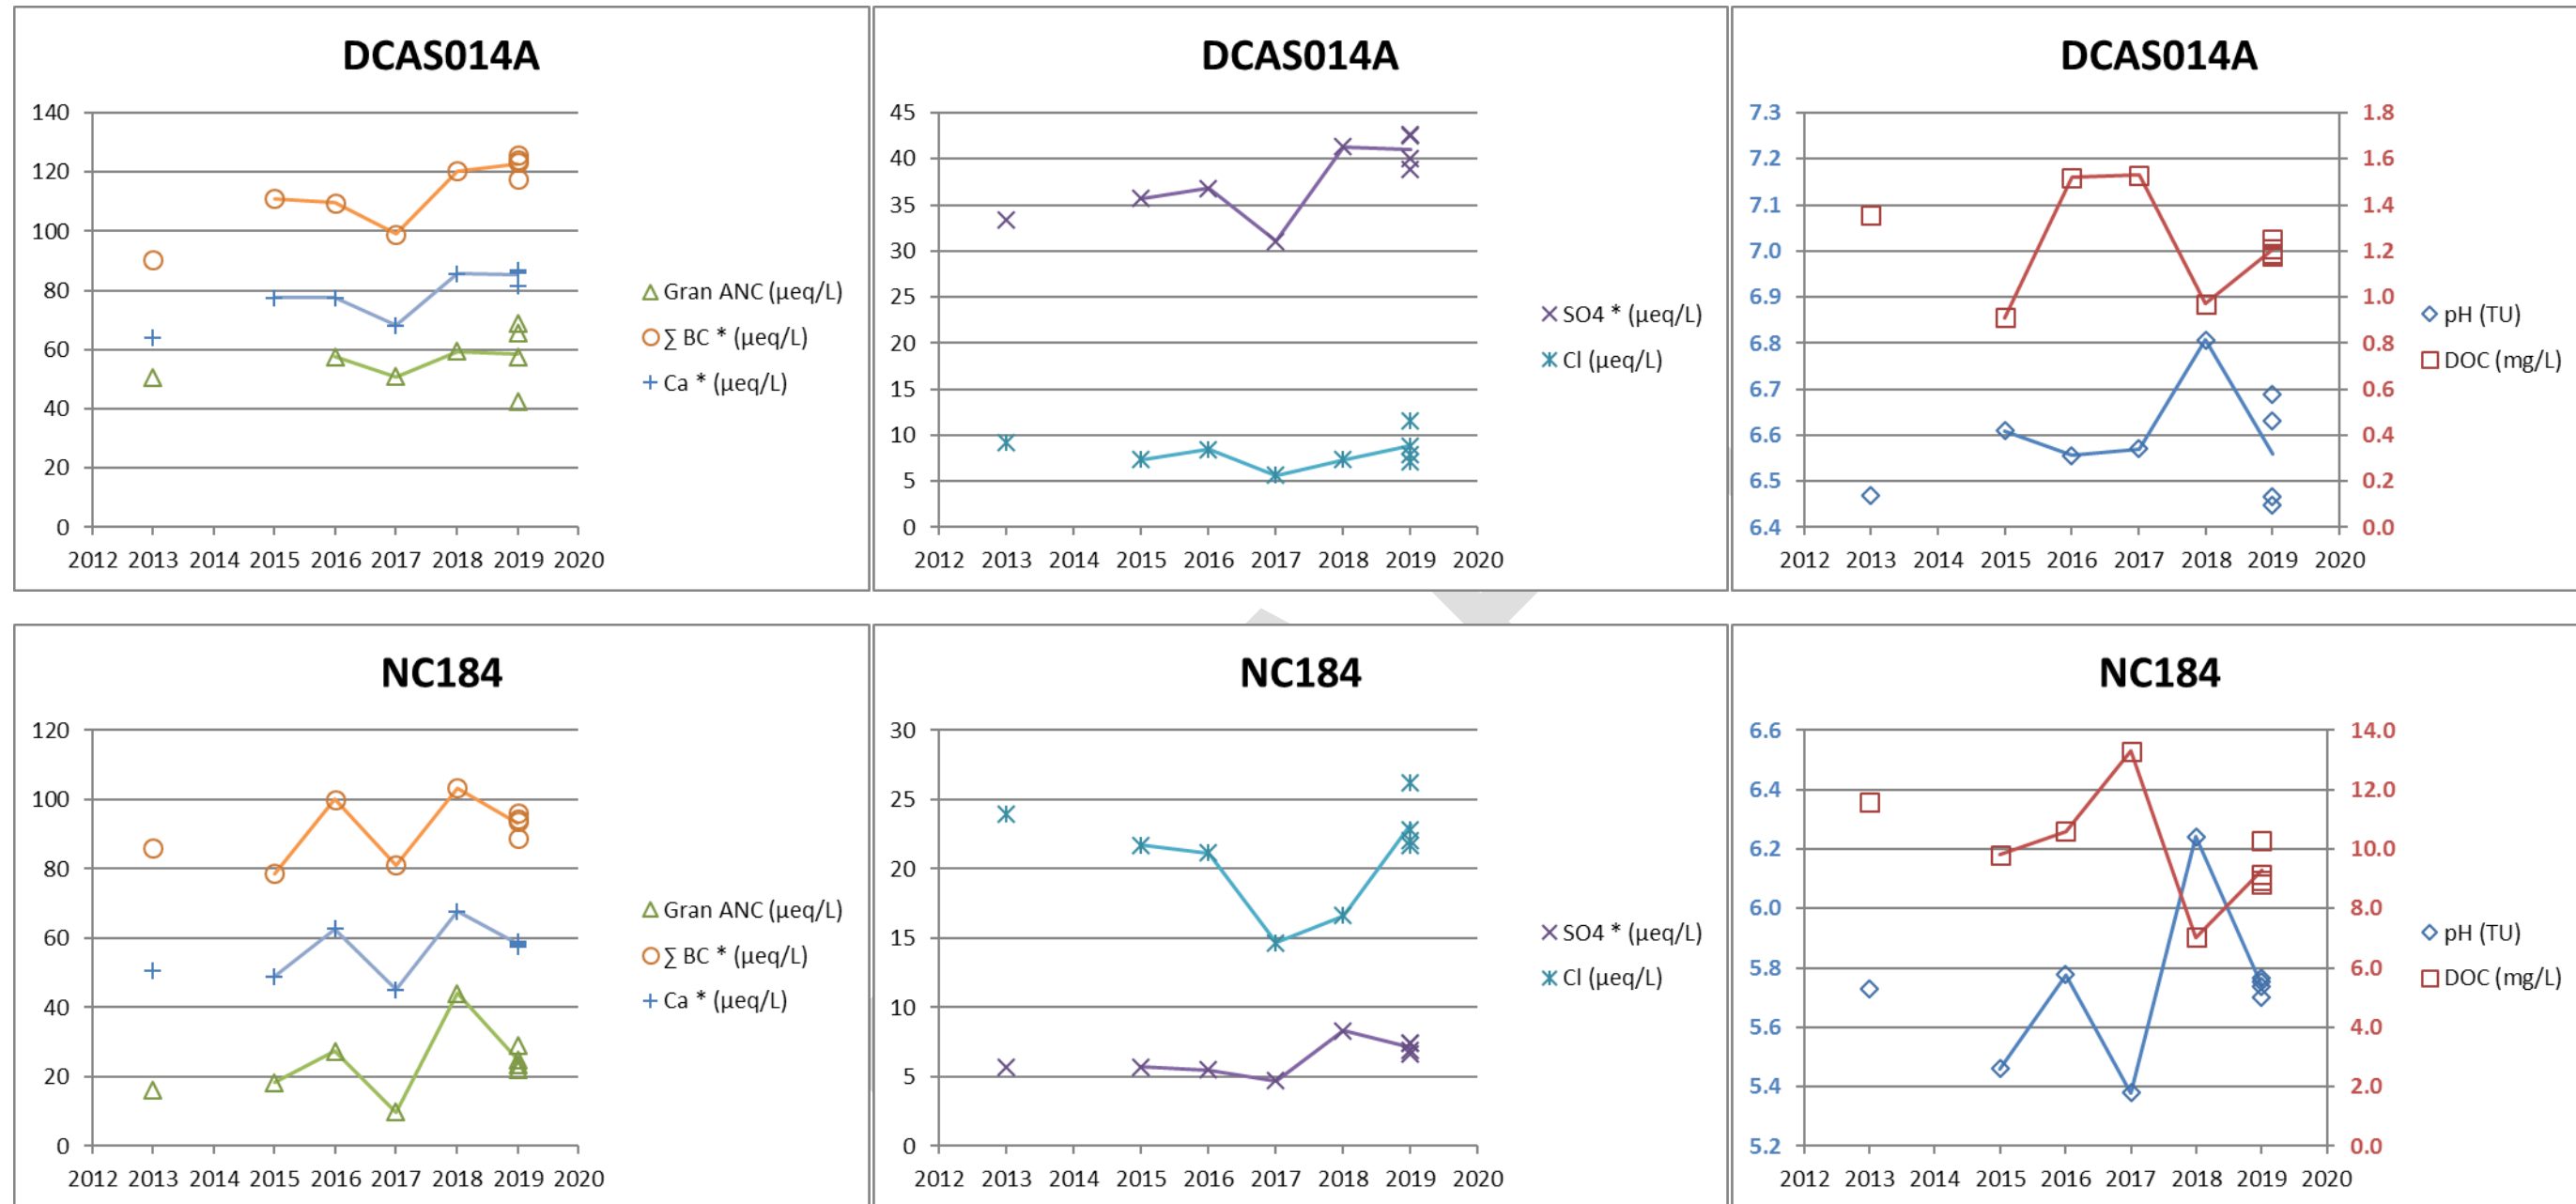 DCAS014A
140
120
100
80
60
40
20
0
2012 2013 2014 2015 2016 2017 2018 2019 2020
Gran ANC (µeq/L)
∑ BC * (µeq/L)
Ca * (µeq/L)
DCAS014A
45
40
35
30
25
20
15
10
5
0
2012 2013 2014 2015 2016 2017 2018 2019 2020
SO4 * (µeq/L)
Cl (µeq/L)
DCAS014A
7.3 1.8
7.2 1.6
7.1 1.4
7.0 1.2
6.9 1.0
6.8 0.8
6.7 0.6
6.6 0.4
6.5 0.2
6.4 0.0
2012 2013 2014 2015 2016 2017 2018 2019 2020
pH (TU)
DOC (mg/L)
NC184
120
100
80
60
40
20
0
2012 2013 2014 2015 2016 2017 2018 2019 2020
Gran ANC (µeq/L)
∑ BC * (µeq/L)
Ca * (µeq/L)
NC184
30
25
20
15
10
5
0
2012 2013 2014 2015 2016 2017 2018 2019 2020
SO4 * (µeq/L)
Cl (µeq/L)
NC184
6.6 14.0
6.4 12.0
6.2 10.0
6.0 8.0
5.8 6.0
5.6 4.0
5.4 2.0
5.2 0.0
2012 2013 2014 2015 2016 2017 2018 2019 2020
pH (TU)
DOC (mg/L)